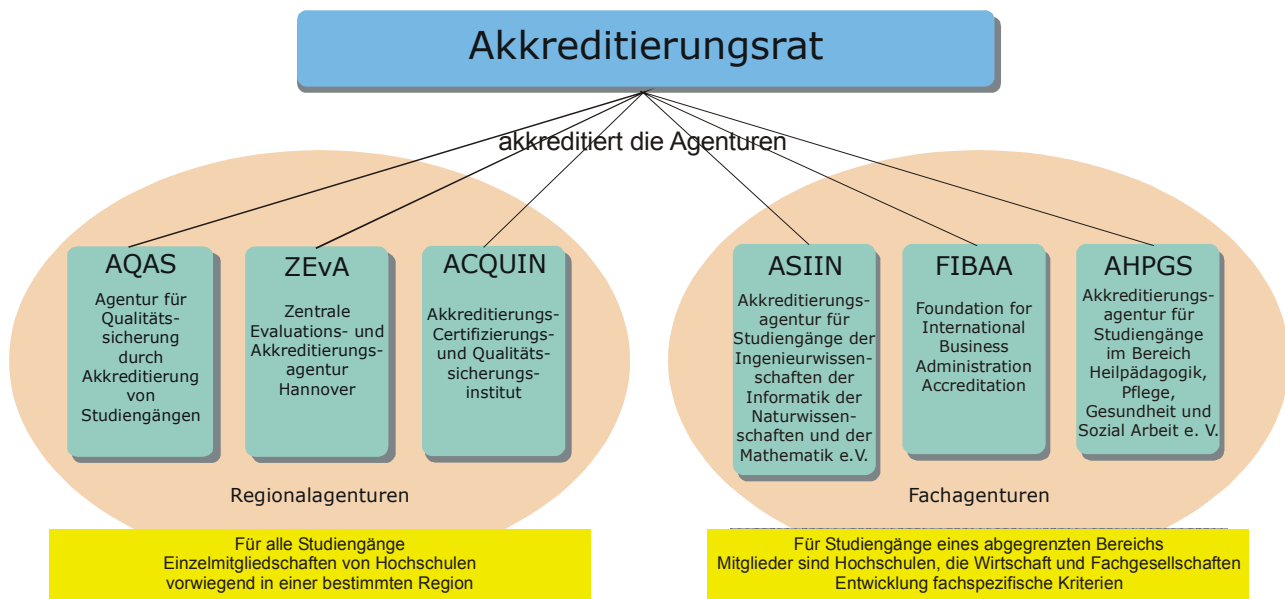 Akkreditierungsrat
akkreditiert die Agenturen
AQAS
Agentur für
Qualitäts-
sicherung
durch
Akkreditierung
von
Studiengängen
ZEvA
Zentrale
Evaluations- und
Akkreditierungs-
agentur
Hannover
ACQUIN
Akkreditierungs-
Certifizierungs-
und Qualitäts-
sicherungs-
institut
Regionalagenturen
Für alle Studiengänge
Einzelmitgliedschaften von Hochschulen
vorwiegend in einer bestimmten Region
ASIIN
Akkreditierungs-
agentur für
Studiengänge der
Ingenieurwissen-
schaften der
Informatik der
Naturwissen-
schaften und der
Mathematik e.V.
FIBAA
Foundation for
International
Business
Administration
Accreditation
AHPGS
Akkreditierungs-
agentur für
Studiengänge
im Bereich
Heilpädagogik,
Pflege,
Gesundheit und
Sozial Arbeit e. V.
Fachagenturen
Für Studiengänge eines abgegrenzten Bereichs
Mitglieder sind Hochschulen, die Wirtschaft und Fachgesellschaften
Entwicklung fachspezifische Kriterien